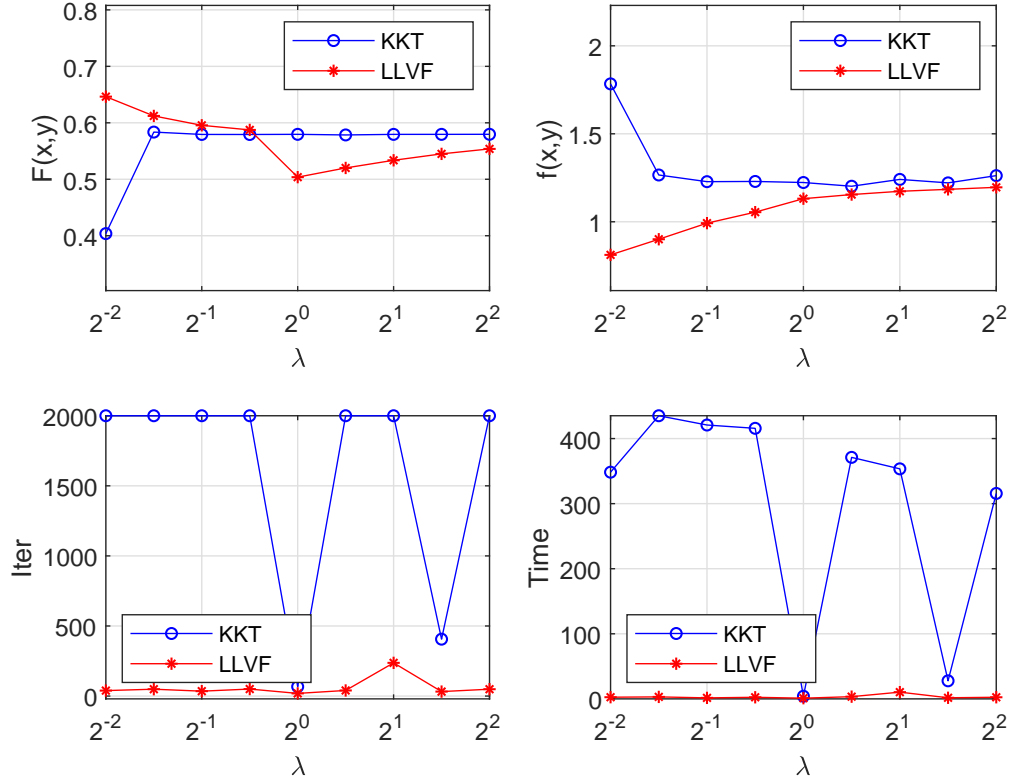 F(x,y)
0.8
0.7
0.6
0.5
0.4
KKT
LLVF
2^-2 2^-1 2^0 2^1 2^2
λ
f(x,y)
2
1.5
1
KKT
LLVF
2^-2 2^-1 2^0 2^1 2^2
λ
Iter
2000
1500
1000
500
0
KKT
LLVF
2^-2 2^-1 2^0 2^1 2^2
λ
Time
400
300
200
100
0
KKT
LLVF
2^-2 2^-1 2^0 2^1 2^2
λ